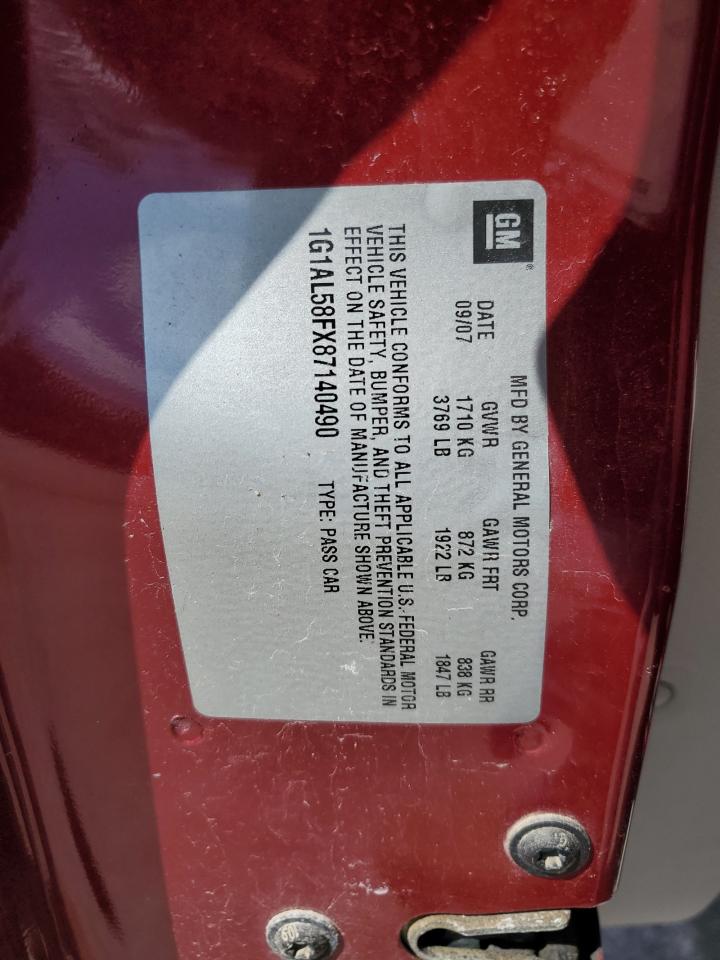 GM
MFD BY GENERAL MOTORS CORP.
DATE GVWR GAWR FRT GAWR RR
09/07 1710 KG 872 KG 838 KG
3769 LB 1922 LB 1847 LB
THIS VEHICLE CONFORMS TO ALL APPLICABLE U.S. FEDERAL MOTOR
VEHICLE SAFETY, BUMPER, AND THEFT PREVENTION STANDARDS IN
EFFECT ON THE DATE OF MANUFACTURE SHOWN ABOVE.
1G1AL58FX87140490 TYPE: PASS CAR